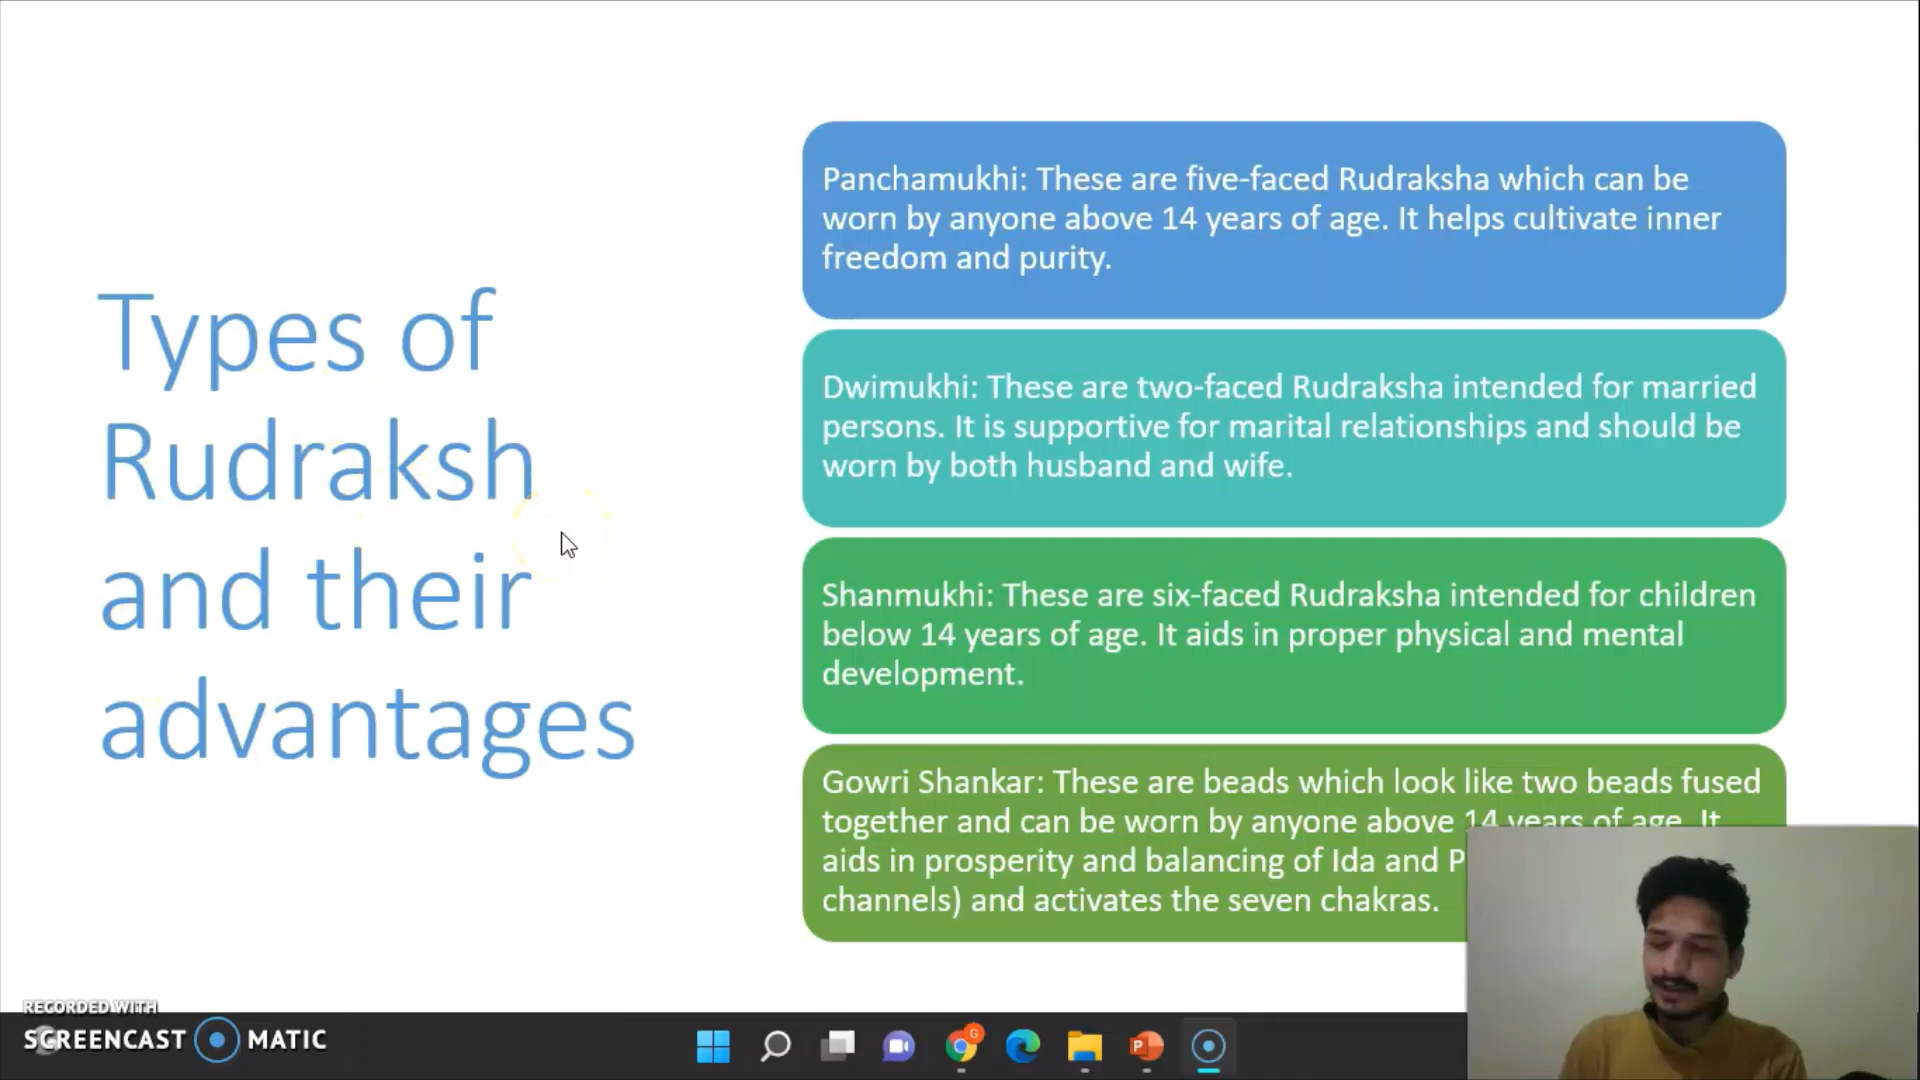 Types of
Rudraksh
and their
advantages
Panchamukhi: These are five-faced Rudraksha which can be
worn by anyone above 14 years of age. It helps cultivate inner
freedom and purity.
Dwimukhi: These are two-faced Rudraksha intended for married
persons. It is supportive for marital relationships and should be
worn by both husband and wife.
Shanmukhi: These are six-faced Rudraksha intended for children
below 14 years of age. It aids in proper physical and mental
development.
Gowri Shankar: These are beads which look like two beads fused
together and can be worn by anyone above 14 years of age. It
aids in prosperity and balancing of Ida and P
channels) and activates the seven chakras.
RECORDED WITH
SCREENCAST MATIC